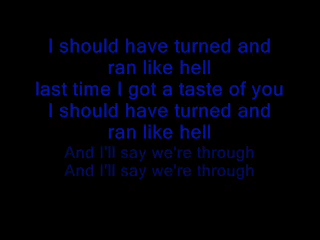 I should have turned and
ran like hell
last time I got a taste of you
I should have turned and
ran like hell
And I'll say we're through
And I'll say we're through